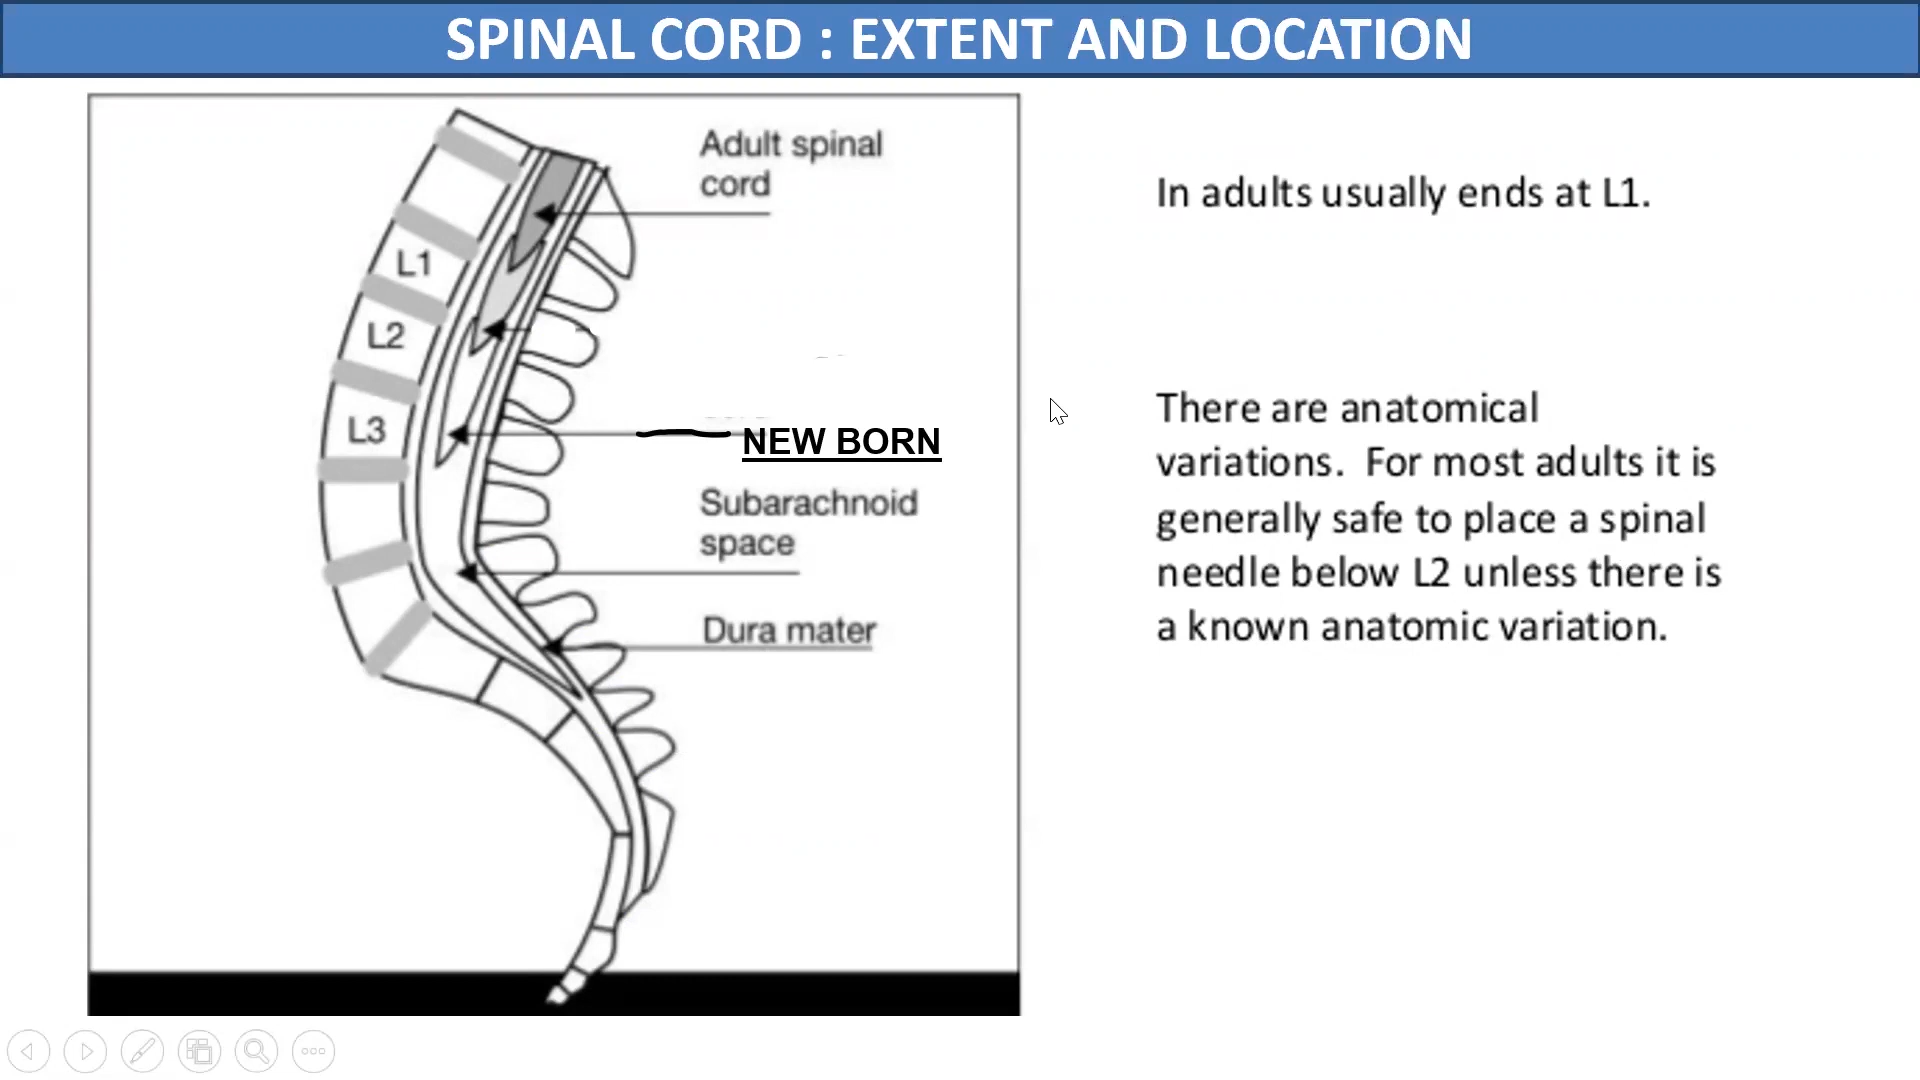 SPINAL CORD : EXTENT AND LOCATION
Adult spinal
cord
L1
L2
L3
NEW BORN
Subarachnoid
space
Dura mater
In adults usually ends at L1.
There are anatomical
variations. For most adults it is
generally safe to place a spinal
needle below L2 unless there is
a known anatomic variation.